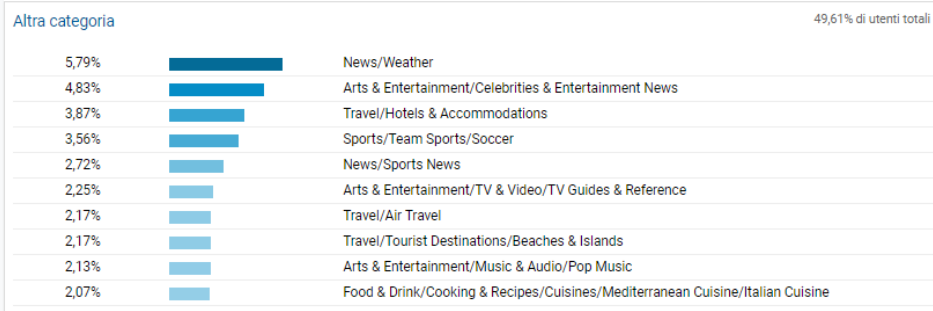 Altra categoria 49,61% di utenti totali
5,79% News/Weather
4,83% Arts & Entertainment/Celebrities & Entertainment News
3,87% Travel/Hotels & Accommodations
3,56% Sports/Team Sports/Soccer
2,72% News/Sports News
2,25% Arts & Entertainment/TV & Video/TV Guides & Reference
2,17% Travel/Air Travel
2,17% Travel/Tourist Destinations/Beaches & Islands
2,13% Arts & Entertainment/Music & Audio/Pop Music
2,07% Food & Drink/Cooking & Recipes/Cuisines/Mediterranean Cuisine/Italian Cuisine